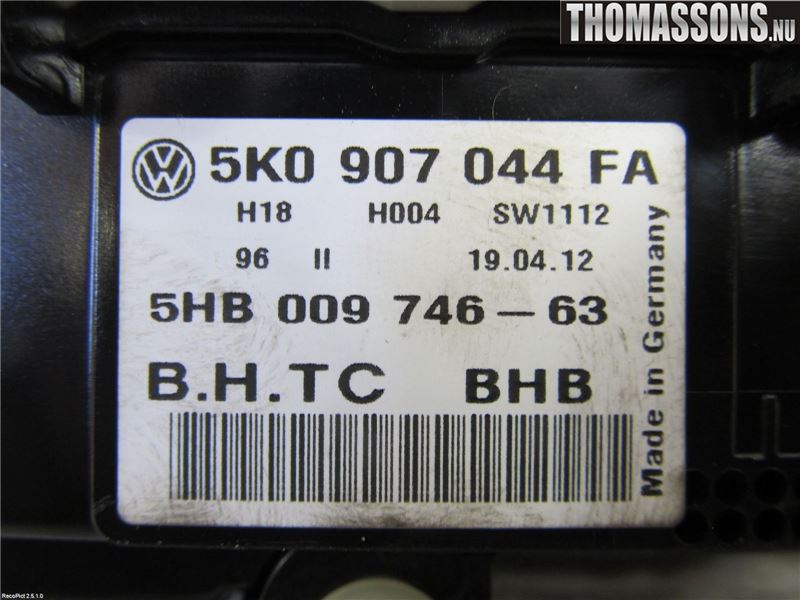 THOMASSONS.NU
5K0 907 044 FA
H18 H004 SW1112
96 II 19.04.12
5HB 009 746-63
B.H.TC BHB
Made in Germany
RecoPict 2.5.1.0